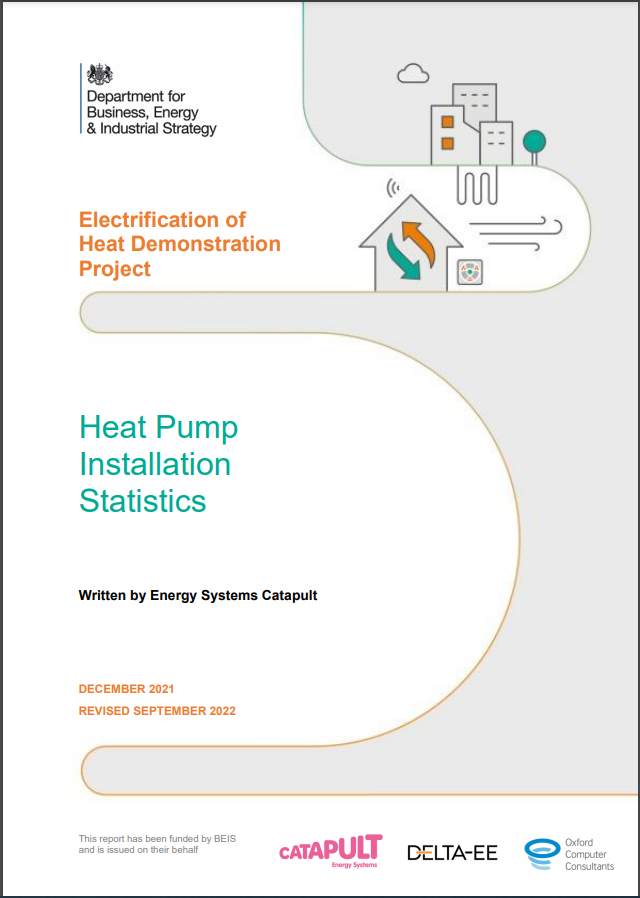 Department for
Business, Energy
& Industrial Strategy
Electrification of
Heat Demonstration
Project
Heat Pump
Installation
Statistics
Written by Energy Systems Catapult
DECEMBER 2021
REVISED SEPTEMBER 2022
This report has been funded by BEIS
and is issued on their behalf
CATAPULT
Energy Systems
DELTA-EE
Oxford
Computer
Consultants